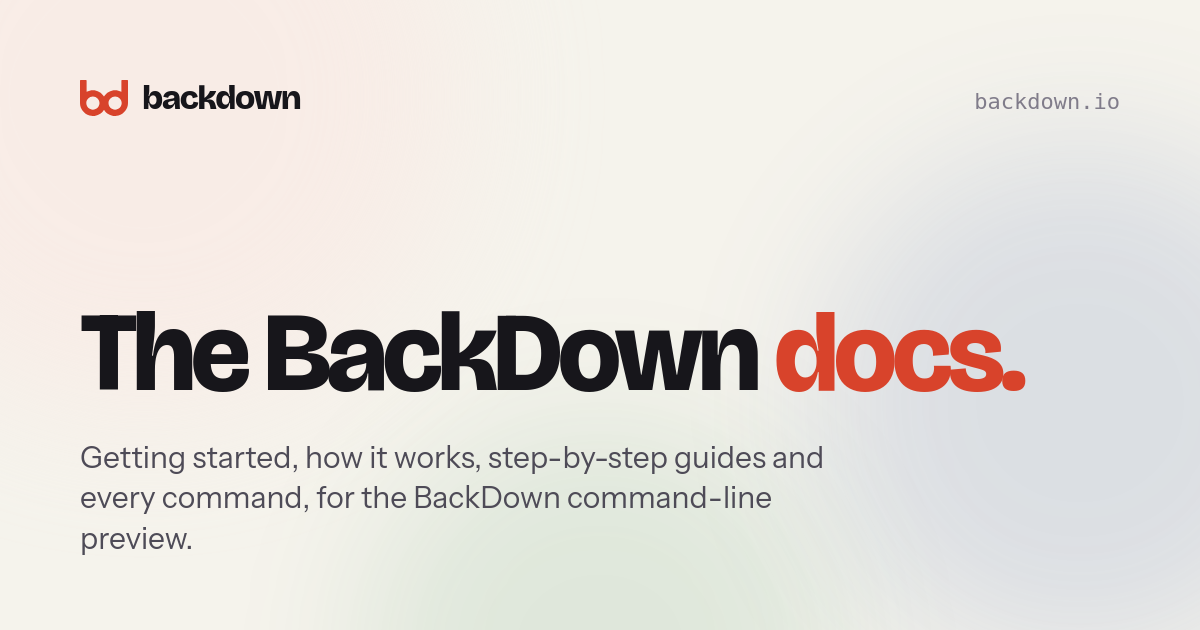 backdown
backdown.io
The BackDown docs.
Getting started, how it works, step-by-step guides and
every command, for the BackDown command-line
preview.